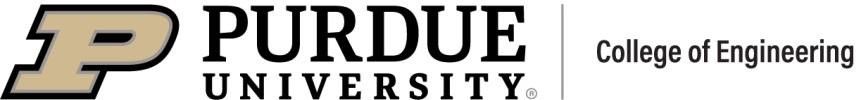 P
PURDUE
UNIVERSITY®
College of Engineering